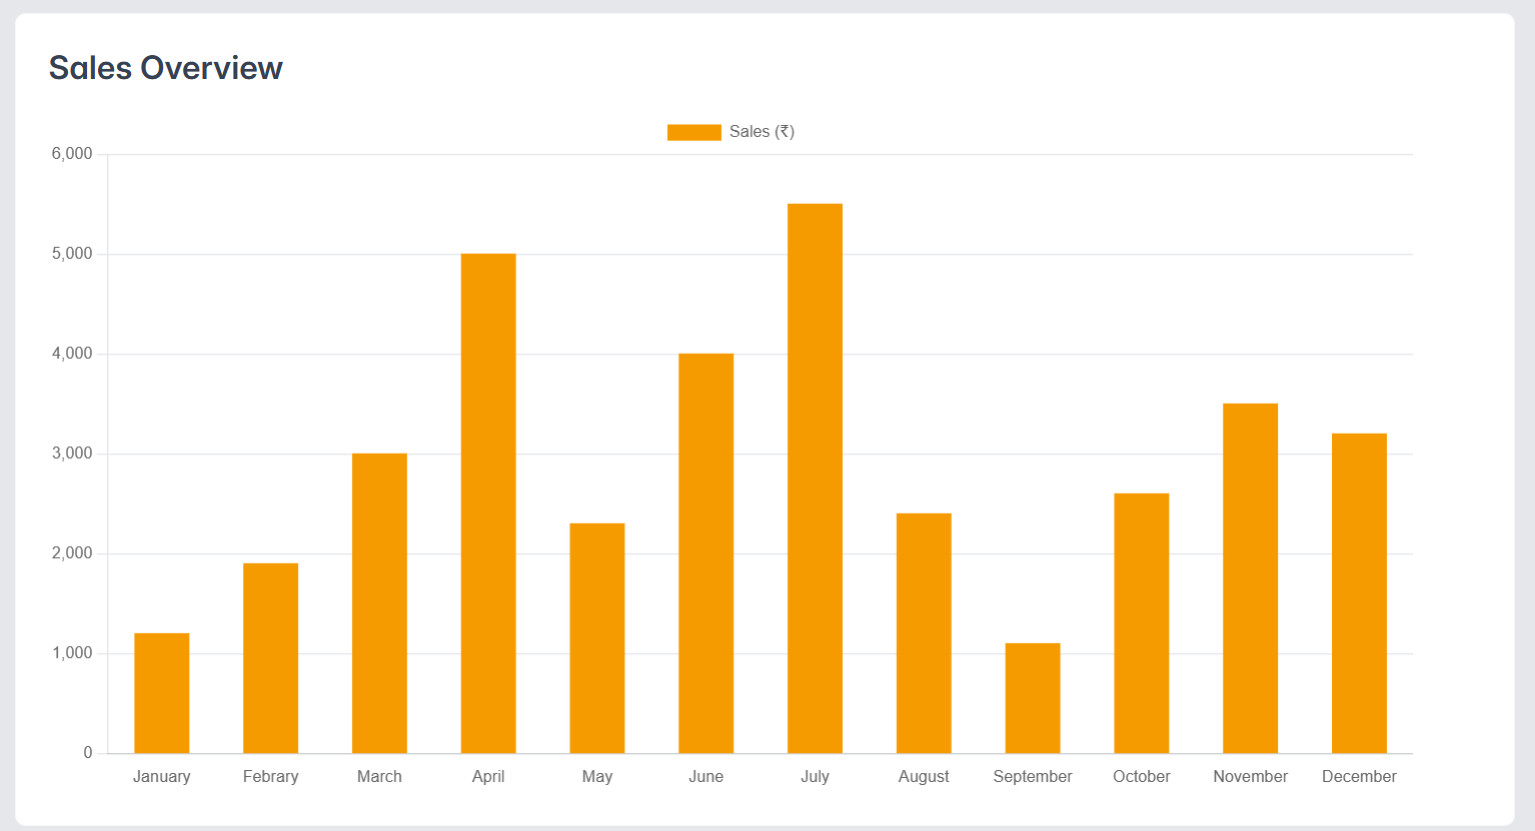 Sales Overview
Sales (₹)
6,000
5,000
4,000
3,000
2,000
1,000
0
January Febrary March April May June July August September October November December